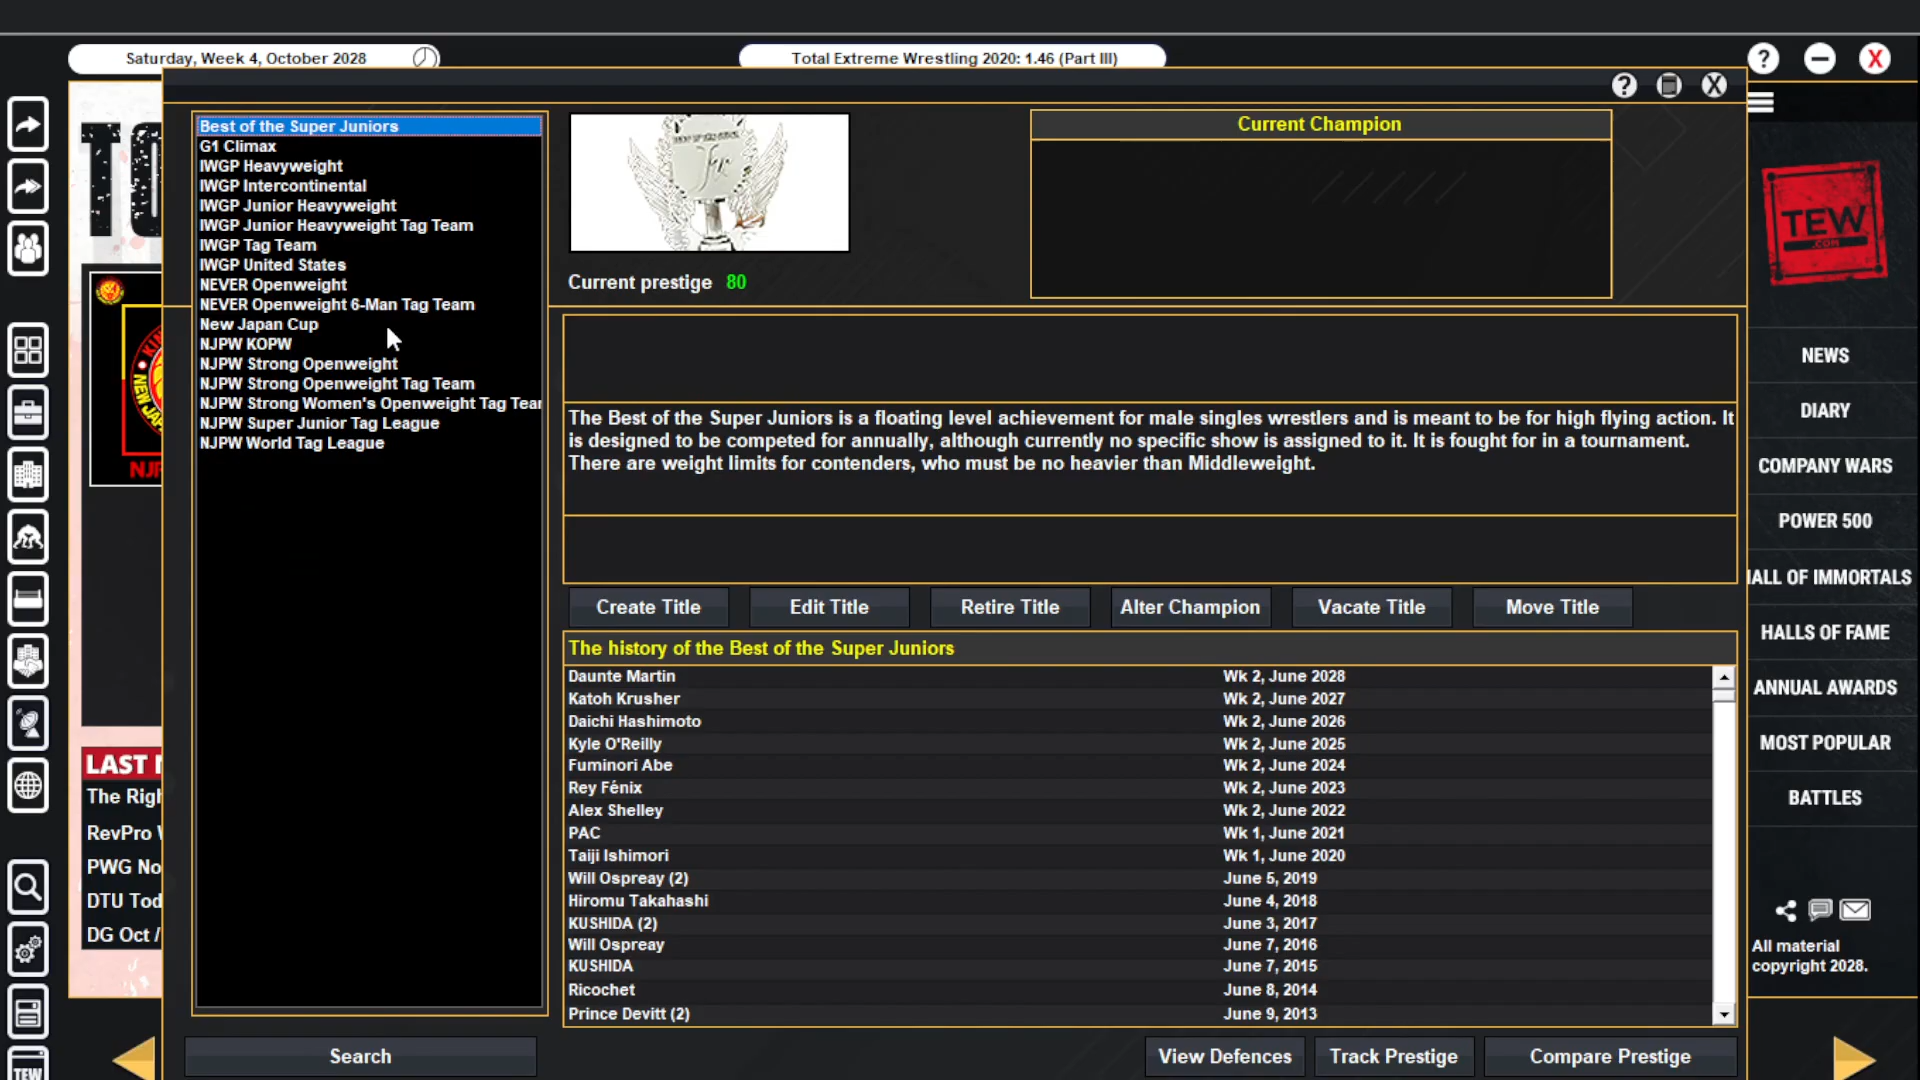 Saturday, Week 4, October 2028
Total Extreme Wrestling 2020: 1.46 (Part III)
Best of the Super Juniors
G1 Climax
IWGP Heavyweight
IWGP Intercontinental
IWGP Junior Heavyweight
IWGP Junior Heavyweight Tag Team
IWGP Tag Team
IWGP United States
NEVER Openweight
NEVER Openweight 6-Man Tag Team
New Japan Cup
NJPW KOPW
NJPW Strong Openweight
NJPW Strong Openweight Tag Team
NJPW Strong Women's Openweight Tag Tear
NJPW Super Junior Tag League
NJPW World Tag League
Current prestige 80
Current Champion
The Best of the Super Juniors is a floating level achievement for male singles wrestlers and is meant to be for high flying action. It
is designed to be competed for annually, although currently no specific show is assigned to it. It is fought for in a tournament.
There are weight limits for contenders, who must be no heavier than Middleweight.
Create Title
Edit Title
Retire Title
Alter Champion
Vacate Title
Move Title
The history of the Best of the Super Juniors
Daunte Martin Wk 2, June 2028
Katoh Krusher Wk 2, June 2027
Daichi Hashimoto Wk 2, June 2026
Kyle O'Reilly Wk 2, June 2025
Fuminori Abe Wk 2, June 2024
Rey Fénix Wk 2, June 2023
Alex Shelley Wk 2, June 2022
PAC Wk 1, June 2021
Taiji Ishimori Wk 1, June 2020
Will Ospreay (2) June 5, 2019
Hiromu Takahashi June 4, 2018
KUSHIDA (2) June 3, 2017
Will Ospreay June 7, 2016
KUSHIDA June 7, 2015
Ricochet June 8, 2014
Prince Devitt (2) June 9, 2013
Search
View Defences
Track Prestige
Compare Prestige
TEW
.COM
NEWS
DIARY
COMPANY WARS
POWER 500
HALL OF IMMORTALS
HALLS OF FAME
ANNUAL AWARDS
MOST POPULAR
BATTLES
All material
copyright 2028.
LAST
The Righ
RevPro
PWG No
DTU Tod
DG Oct /
TEW